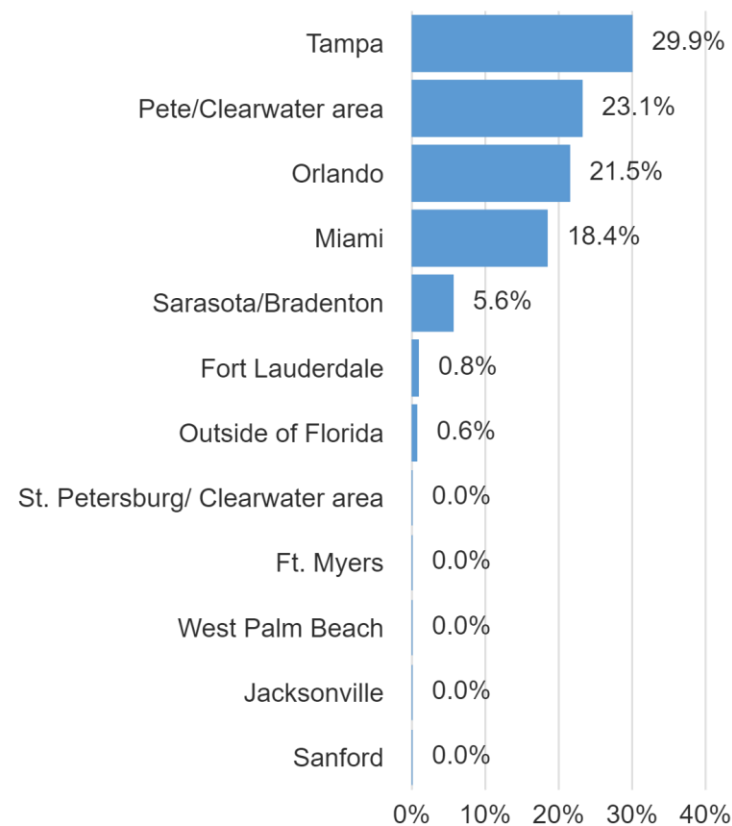 Tampa 29.9%
Pete/Clearwater area 23.1%
Orlando 21.5%
Miami 18.4%
Sarasota/Bradenton 5.6%
Fort Lauderdale 0.8%
Outside of Florida 0.6%
St. Petersburg/ Clearwater area 0.0%
Ft. Myers 0.0%
West Palm Beach 0.0%
Jacksonville 0.0%
Sanford 0.0%
0% 10% 20% 30% 40%